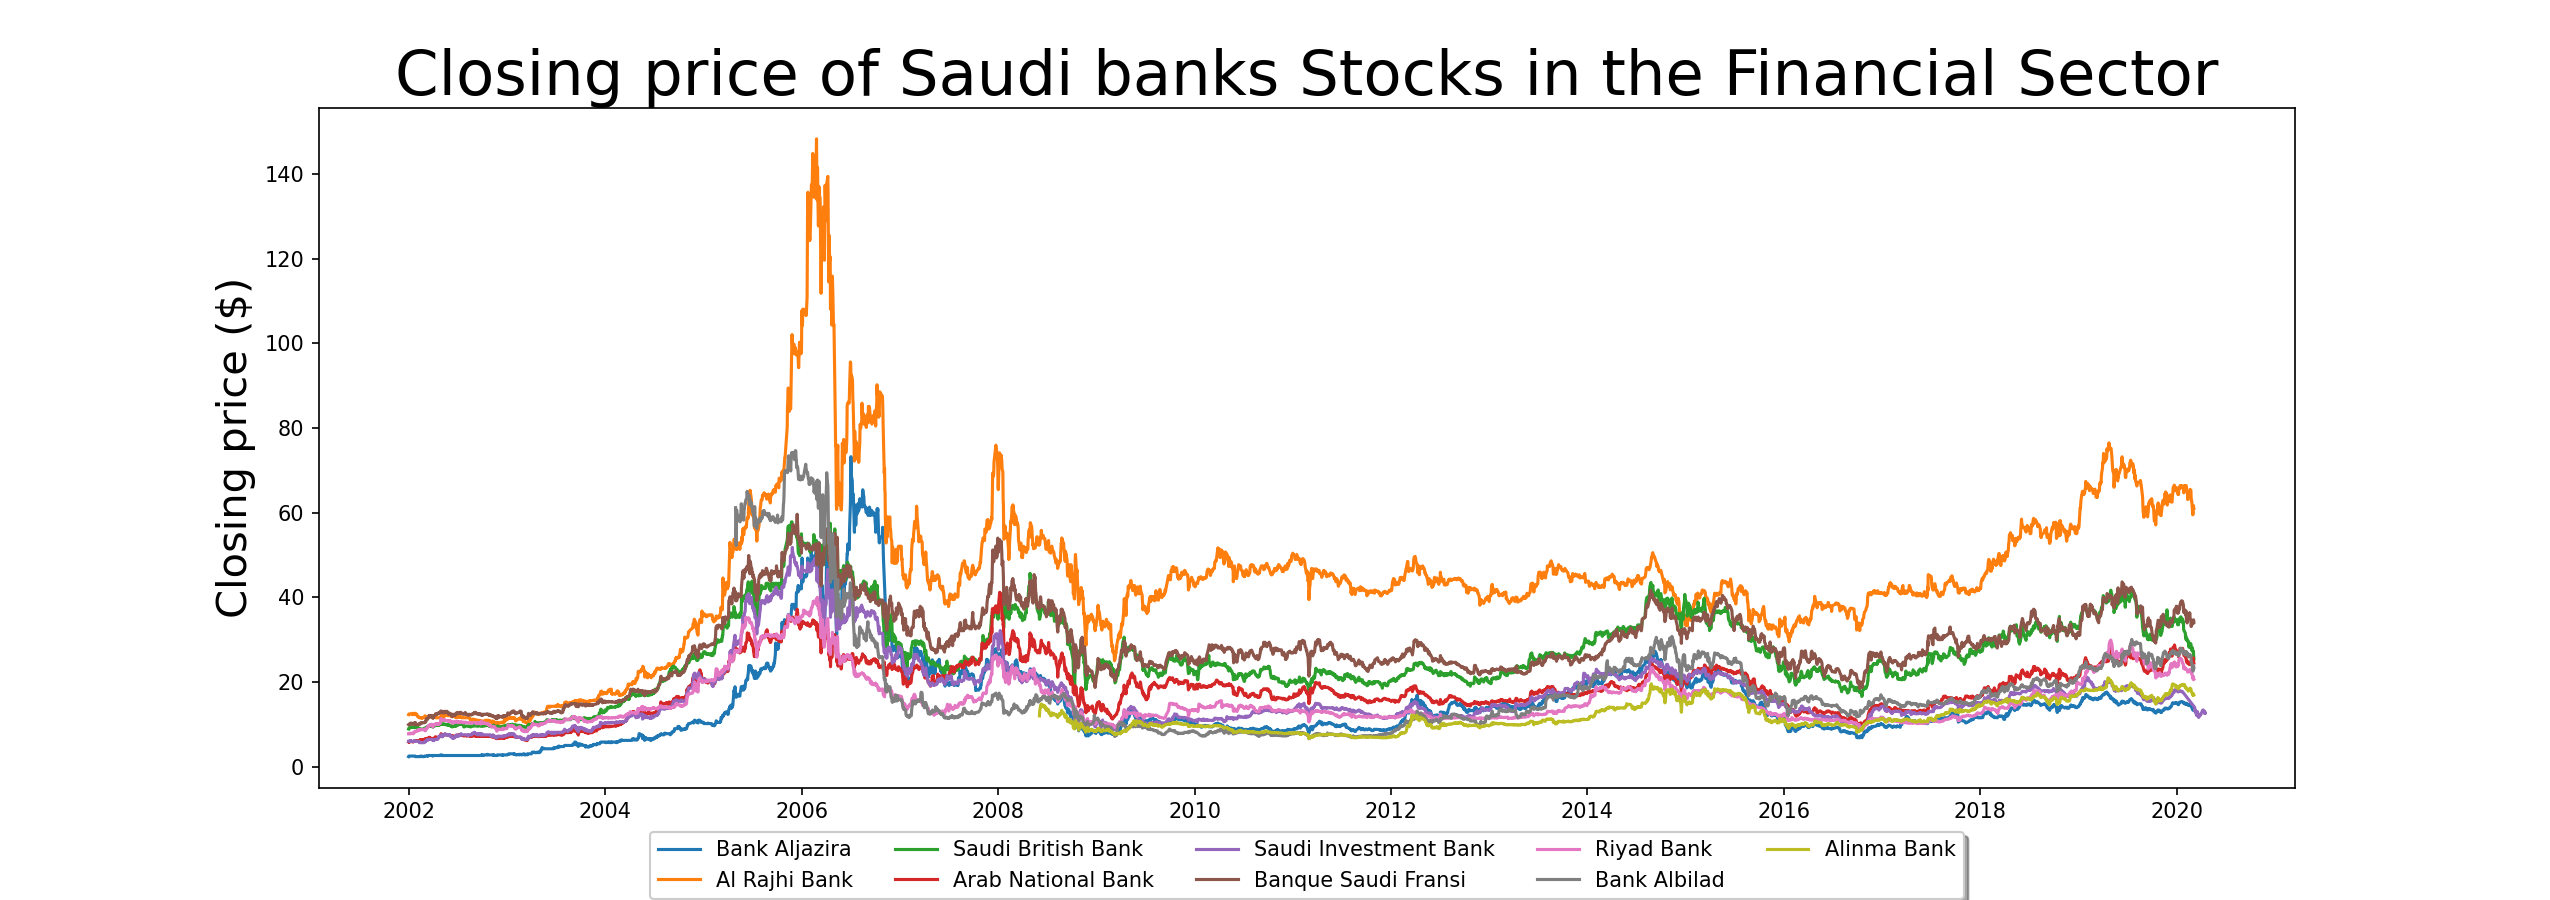 Closing price of Saudi banks Stocks in the Financial Sector
Closing price ($)
140
120
100
80
60
40
20
0
2002 2004 2006 2008 2010 2012 2014 2016 2018 2020
Bank Aljazira Saudi British Bank Saudi Investment Bank Riyad Bank Alinma Bank
Al Rajhi Bank Arab National Bank Banque Saudi Fransi Bank Albilad